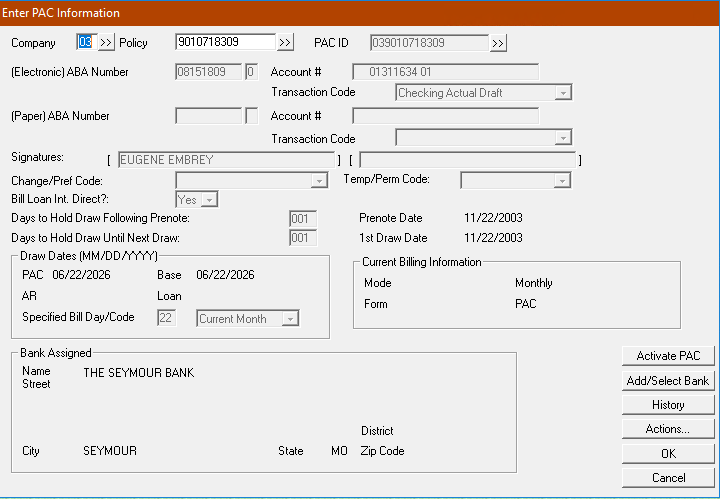 Enter PAC Information
Company 03 >> Policy 9010718309 >> PAC ID 039010718309 >>
(Electronic) ABA Number 08151809 0 Account # 01311634 01
Transaction Code Checking Actual Draft
(Paper) ABA Number Account #
Transaction Code
Signatures: [ EUGENE EMBREY ] [ ]
Change/Pref Code: Temp/Perm Code:
Bill Loan Int. Direct?: Yes
Days to Hold Draw Following Prenote: 001 Prenote Date 11/22/2003
Days to Hold Draw Until Next Draw: 001 1st Draw Date 11/22/2003
Draw Dates (MM/DD/YYYY)
PAC 06/22/2026 Base 06/22/2026
AR Loan
Specified Bill Day/Code 22 Current Month
Current Billing Information
Mode Monthly
Form PAC
Bank Assigned
Name THE SEYMOUR BANK
Street
District
City SEYMOUR State MO Zip Code
Activate PAC
Add/Select Bank
History
Actions...
OK
Cancel